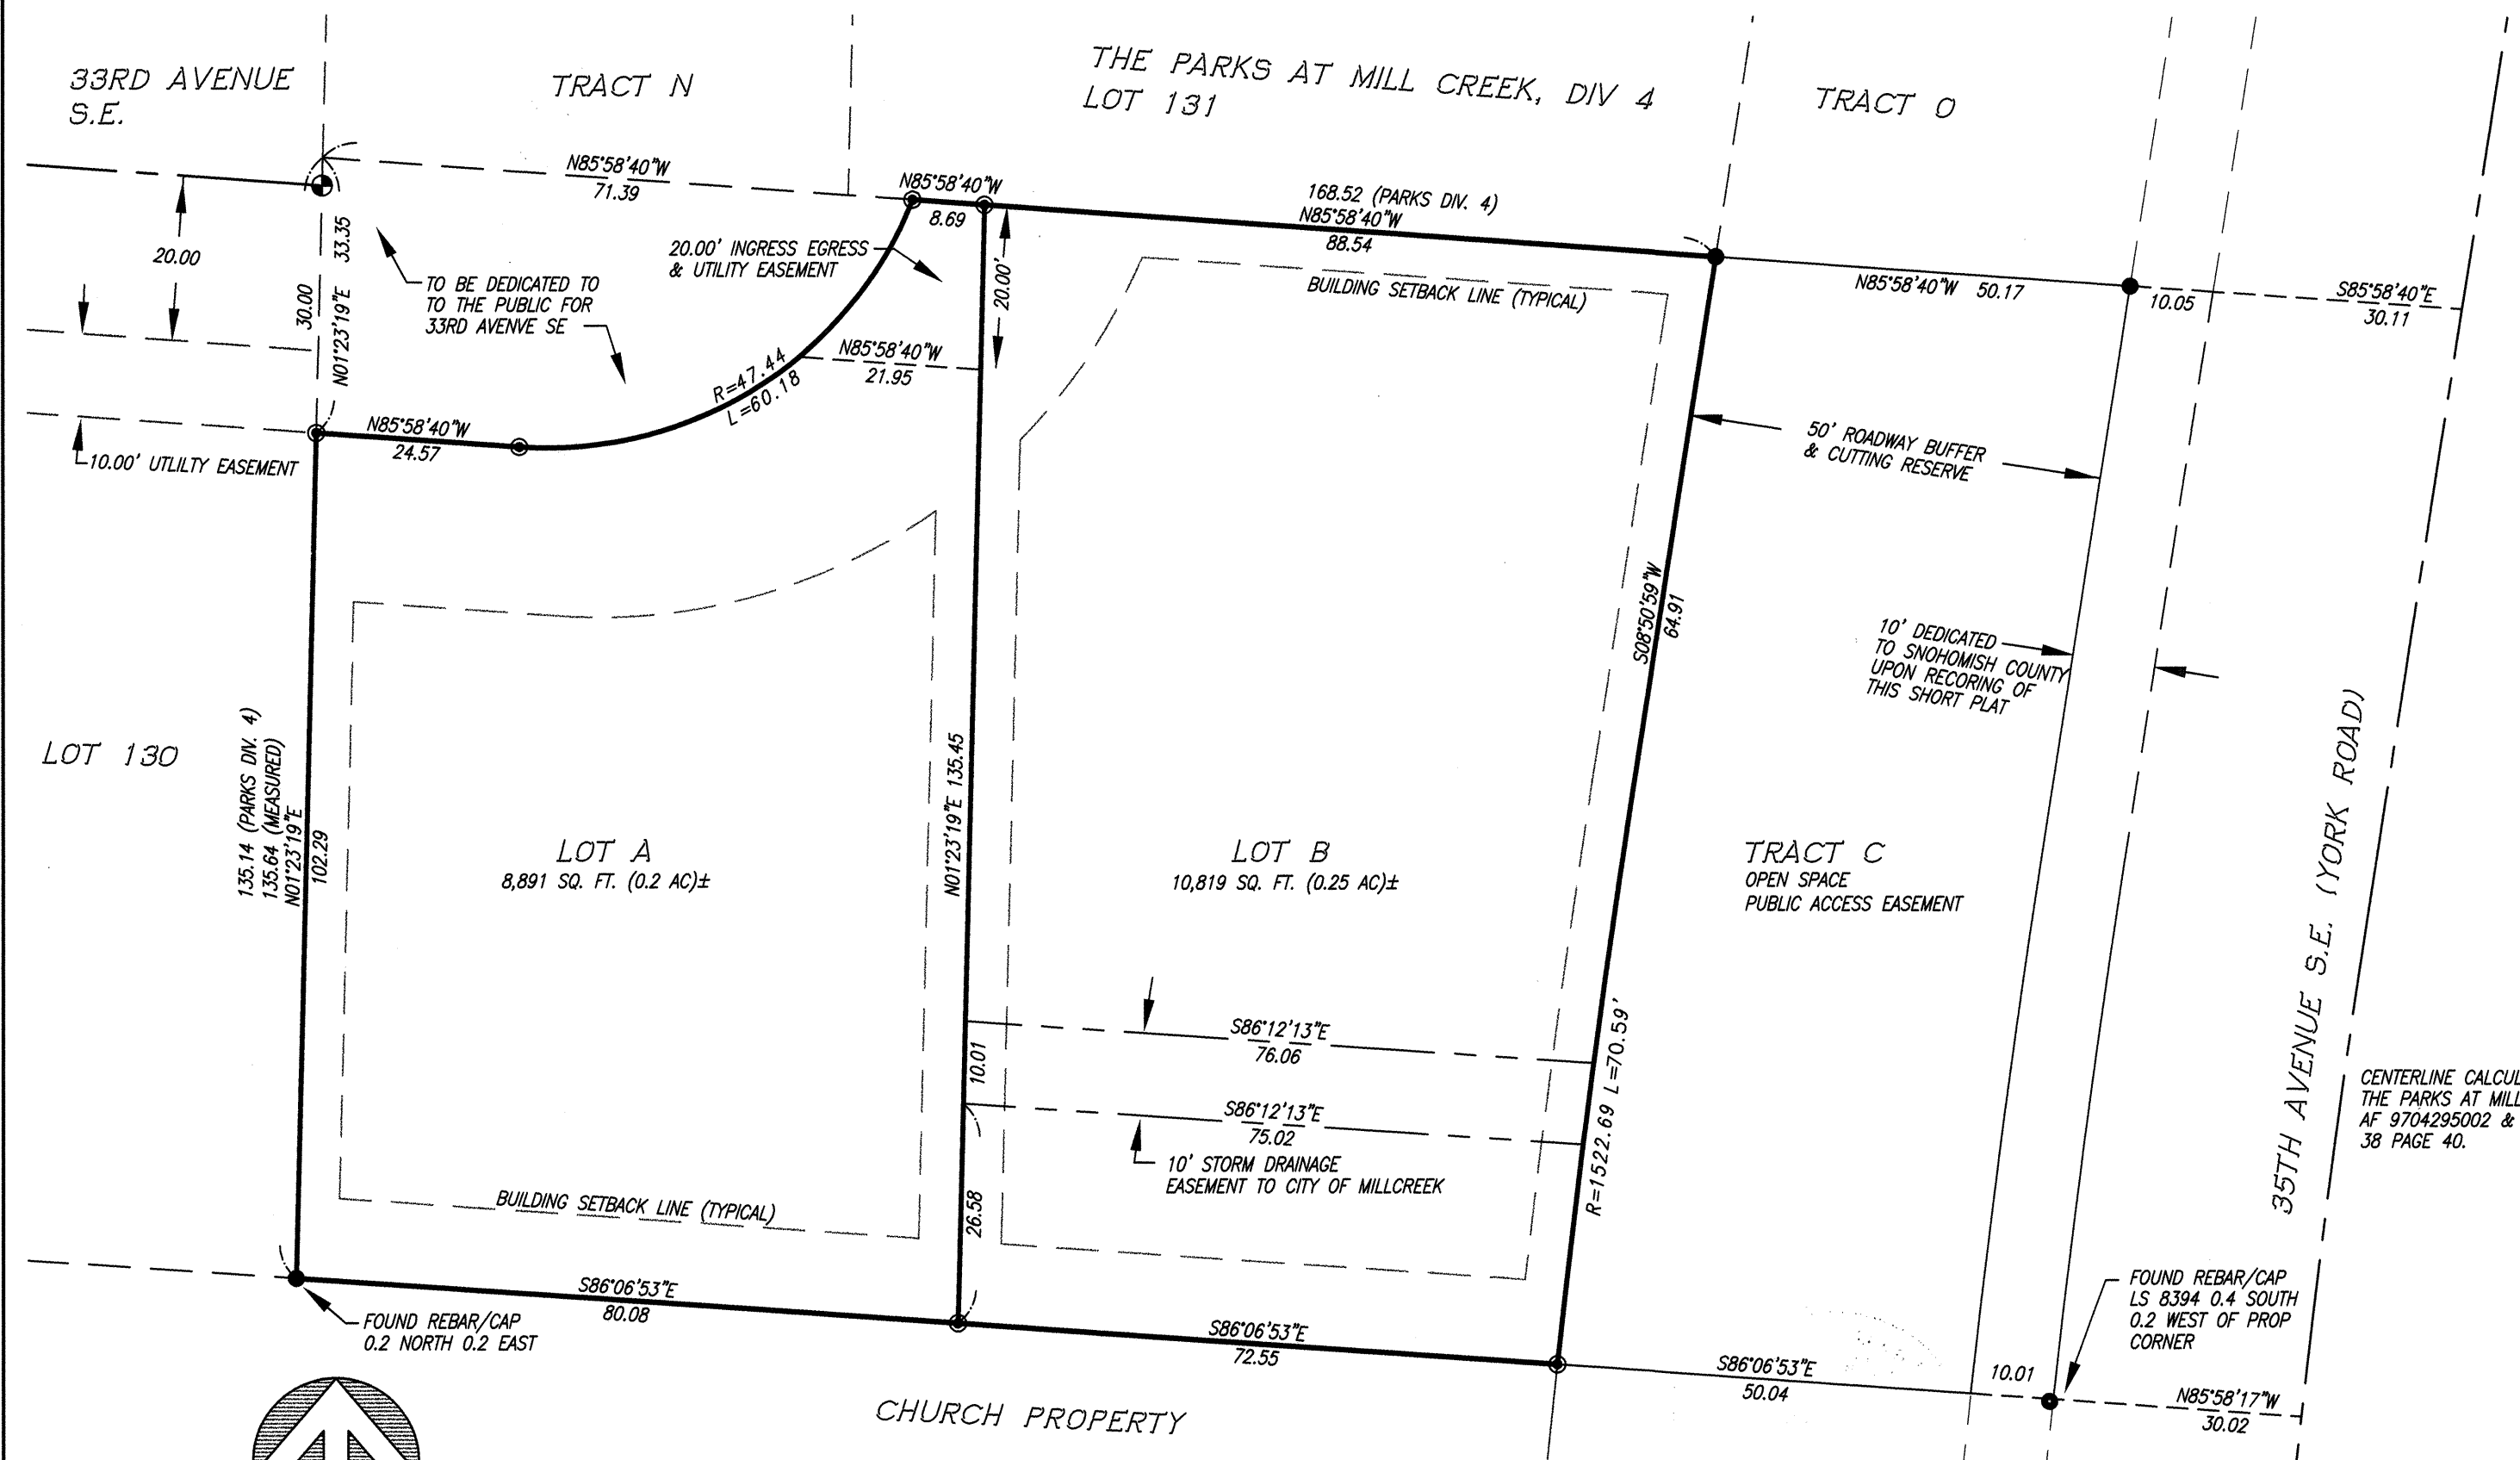 33RD AVENUE
S.E.
TRACT N
THE PARKS AT MILL CREEK, DIV 4
LOT 131
TRACT O
N85°58'40"W
71.39
N85°58'40"W
8.69
168.52 (PARKS DIV. 4)
N85°58'40"W
88.54
N85°58'40"W 50.17
10.05
S85°58'40"E
30.11
20.00
30.00
N01°23'19"E 33.35
TO BE DEDICATED TO
TO THE PUBLIC FOR
33RD AVENVE SE
20.00' INGRESS EGRESS
& UTILITY EASEMENT
20.00'
BUILDING SETBACK LINE (TYPICAL)
N85°58'40"W
21.95
R=47.44
L=60.18
N85°58'40"W
24.57
10.00' UTLILTY EASEMENT
50' ROADWAY BUFFER
& CUTTING RESERVE
S08°50'59"W
64.91
10' DEDICATED
TO SNOHOMISH COUNTY
UPON RECORING OF
THIS SHORT PLAT
LOT 130
135.14 (PARKS DIV. 4)
135.64 (MEASURED)
N01°23'19"E
102.29
LOT A
8,891 SQ. FT. (0.2 AC)±
N01°23'19"E 135.45
LOT B
10,819 SQ. FT. (0.25 AC)±
TRACT C
OPEN SPACE
PUBLIC ACCESS EASEMENT
35TH AVENUE S.E. (YORK ROAD)
S86°12'13"E
76.06
10.01
S86°12'13"E
75.02
10' STORM DRAINAGE
EASEMENT TO CITY OF MILLCREEK
R=1522.69 L=70.59'
CENTERLINE CALCUL
THE PARKS AT MILL
AF 9704295002 &
38 PAGE 40.
26.58
BUILDING SETBACK LINE (TYPICAL)
S86°06'53"E
80.08
FOUND REBAR/CAP
0.2 NORTH 0.2 EAST
S86°06'53"E
72.55
S86°06'53"E
50.04
10.01
FOUND REBAR/CAP
LS 8394 0.4 SOUTH
0.2 WEST OF PROP
CORNER
N85°58'17"W
30.02
CHURCH PROPERTY